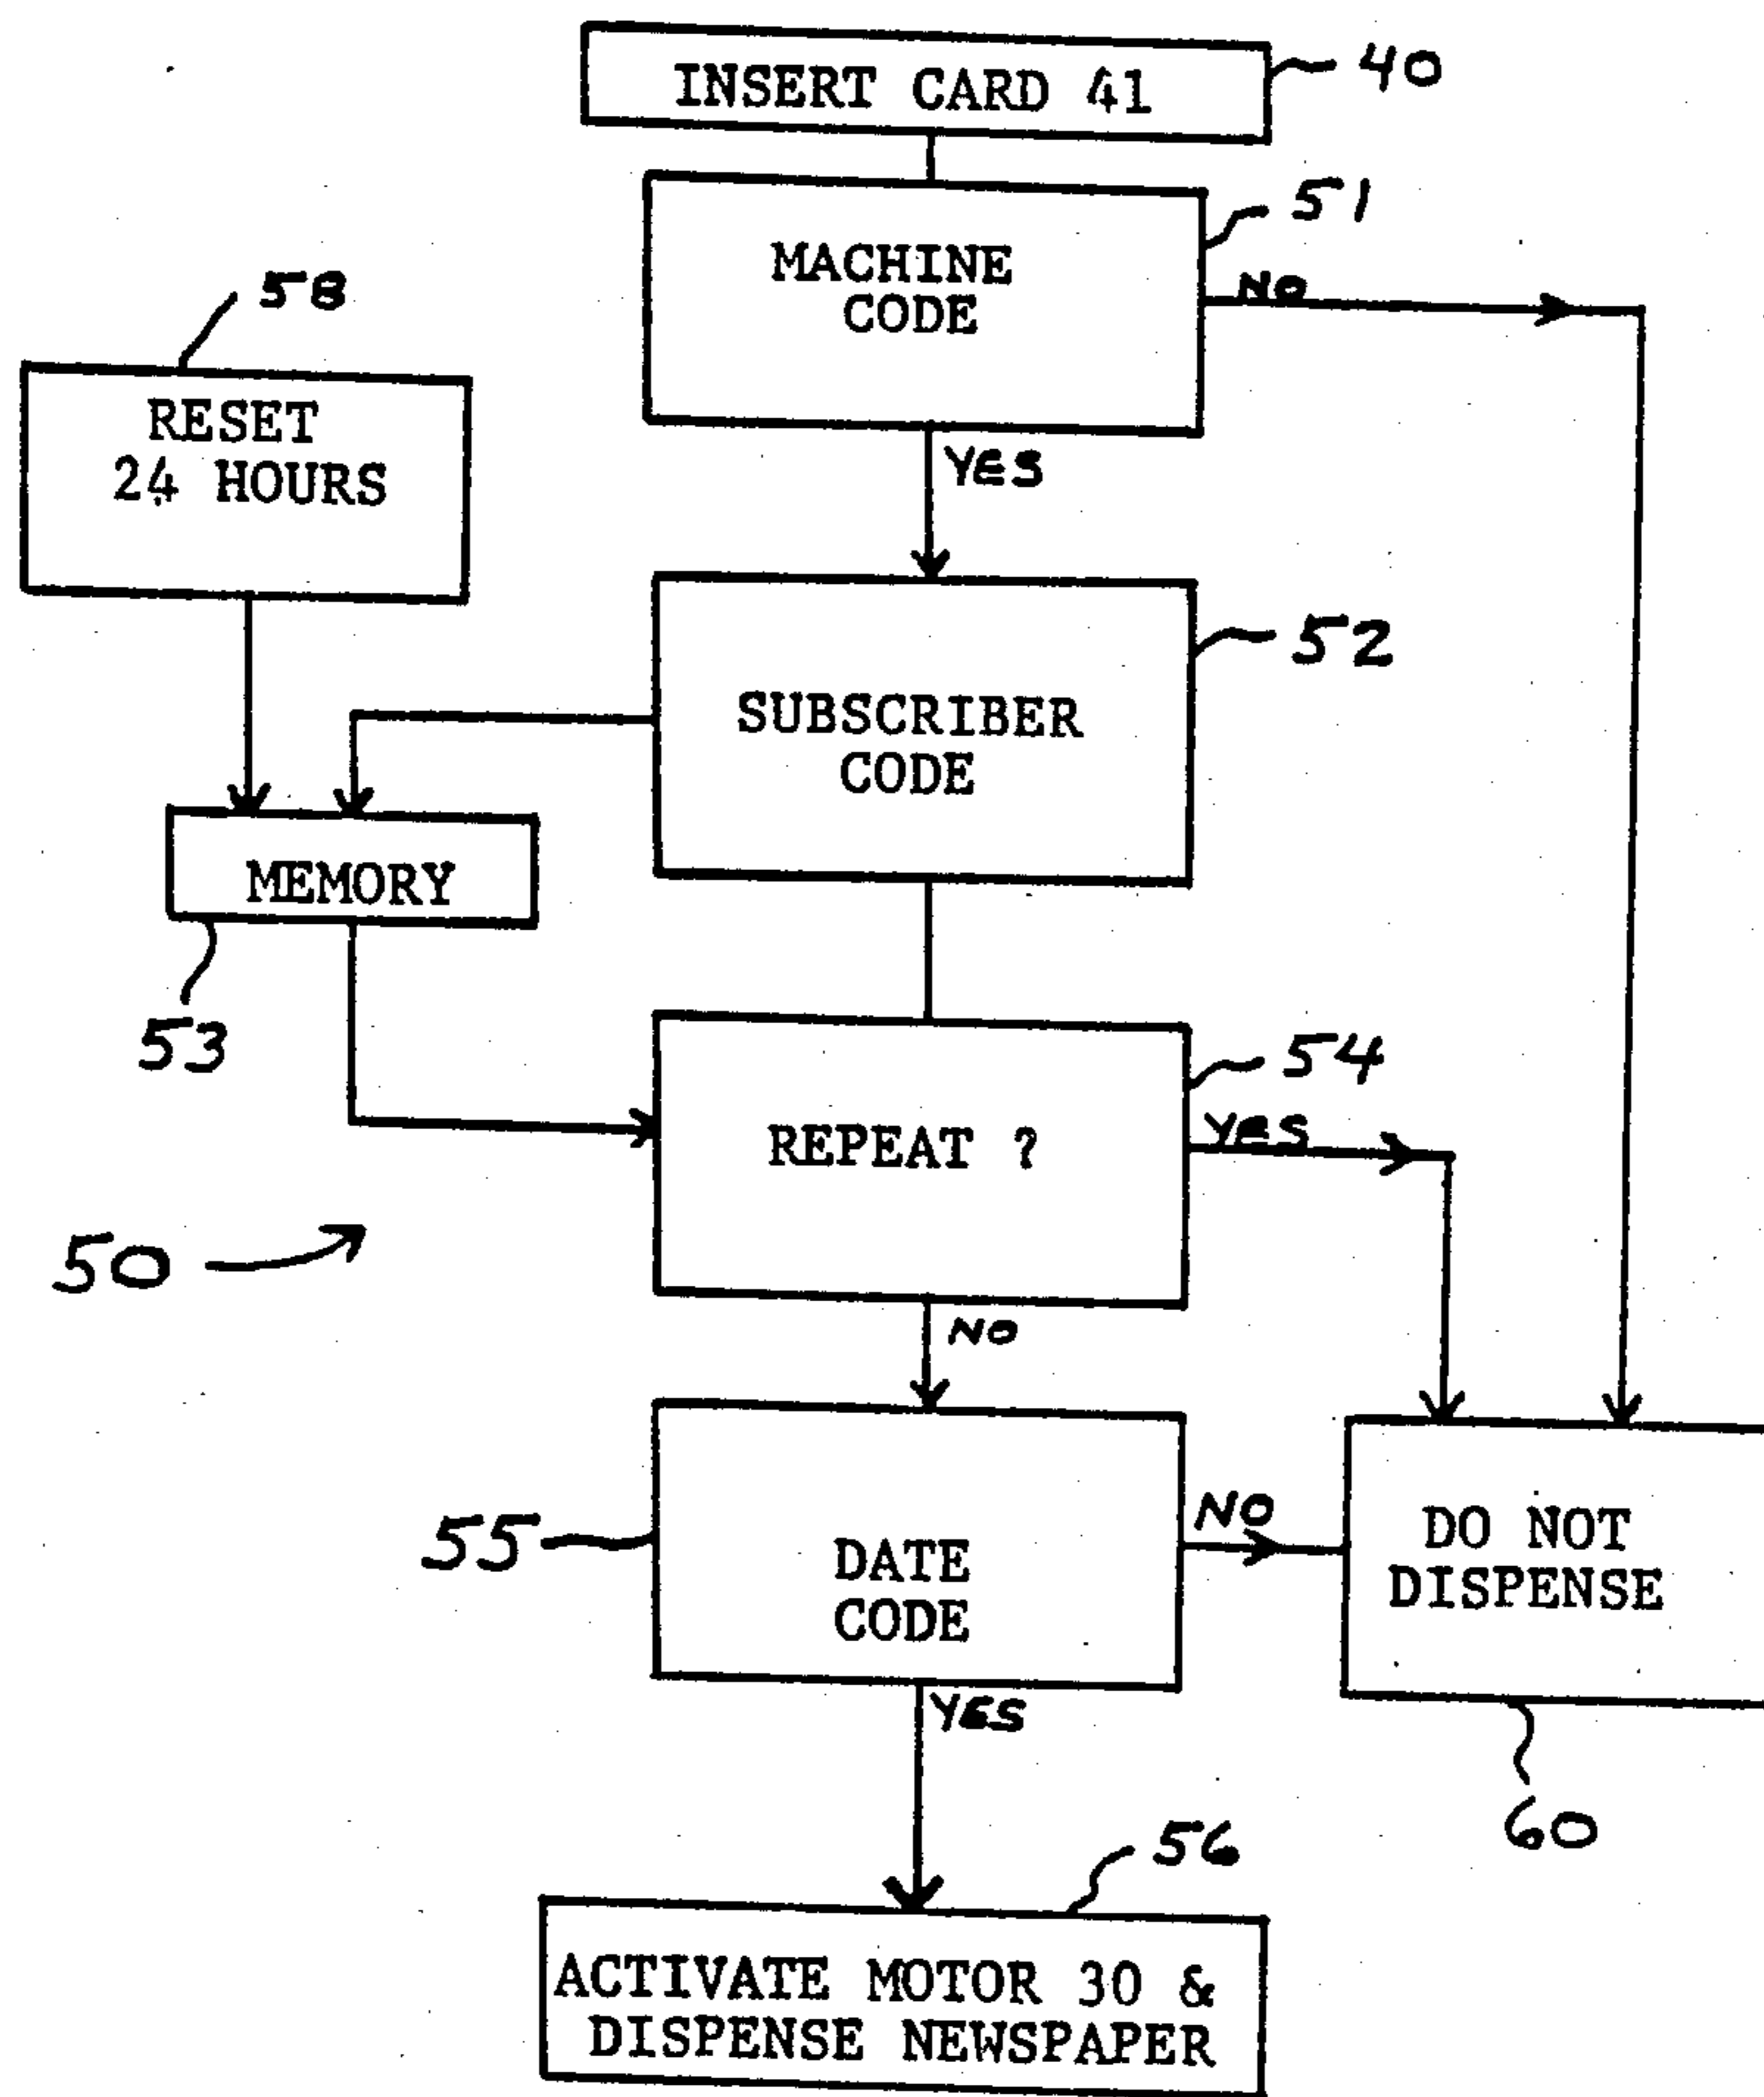 INSERT CARD 41
40
MACHINE
CODE
51
NO
58
RESET
24 HOURS
YES
SUBSCRIBER
CODE
52
MEMORY
53
REPEAT ?
54
YES
50
NO
DATE
CODE
55
NO
DO NOT
DISPENSE
60
YES
56
ACTIVATE MOTOR 30 &
DISPENSE NEWSPAPER